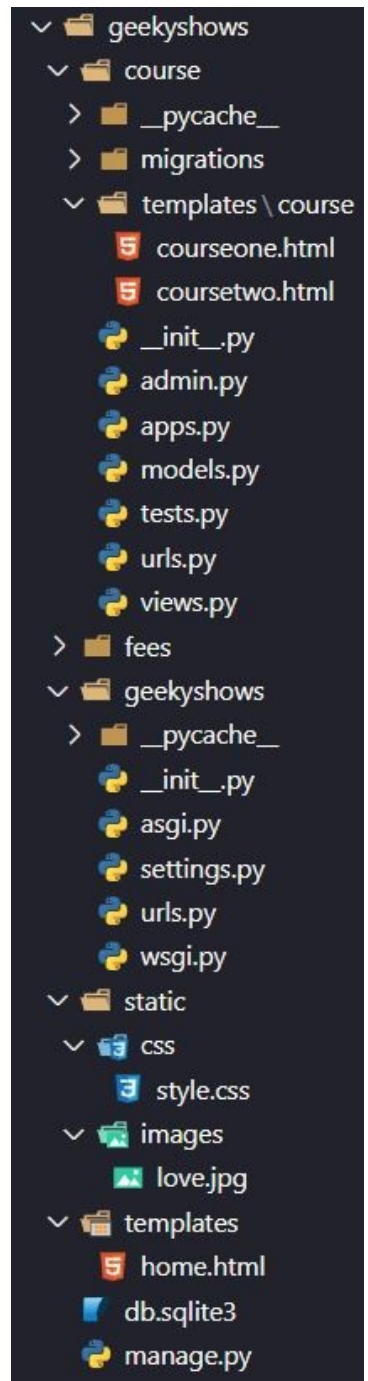 geekyshows
course
__pycache__
migrations
templates \ course
courseone.html
coursetwo.html
__init__.py
admin.py
apps.py
models.py
tests.py
urls.py
views.py
fees
geekyshows
__pycache__
__init__.py
asgi.py
settings.py
urls.py
wsgi.py
static
css
style.css
images
love.jpg
templates
home.html
db.sqlite3
manage.py